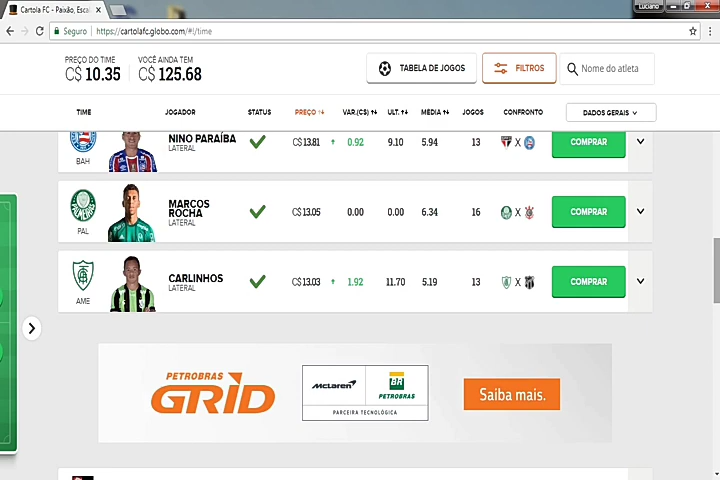 Cartola FC - Paixão, Esca
Luciano
Seguro https://cartolafc.globo.com/#!/time
PREÇO DO TIME
C$ 10.35
VOCÊ AINDA TEM
C$ 125.68
TABELA DE JOGOS
FILTROS
Nome do atleta
TIME JOGADOR STATUS PREÇO VAR.(C$) ULT. MÉDIA JOGOS CONFRONTO DADOS GERAIS
BAH NINO PARAÍBA LATERAL C$ 13.81 0.92 9.10 5.94 13 X COMPRAR
PAL MARCOS ROCHA LATERAL C$ 13.05 0.00 0.00 6.34 16 X COMPRAR
AME CARLINHOS LATERAL C$ 13.03 1.92 11.70 5.19 13 X COMPRAR
PETROBRAS
GRID
McLaren
BR
PETROBRAS
PARCEIRA TECNOLÓGICA
Saiba mais.